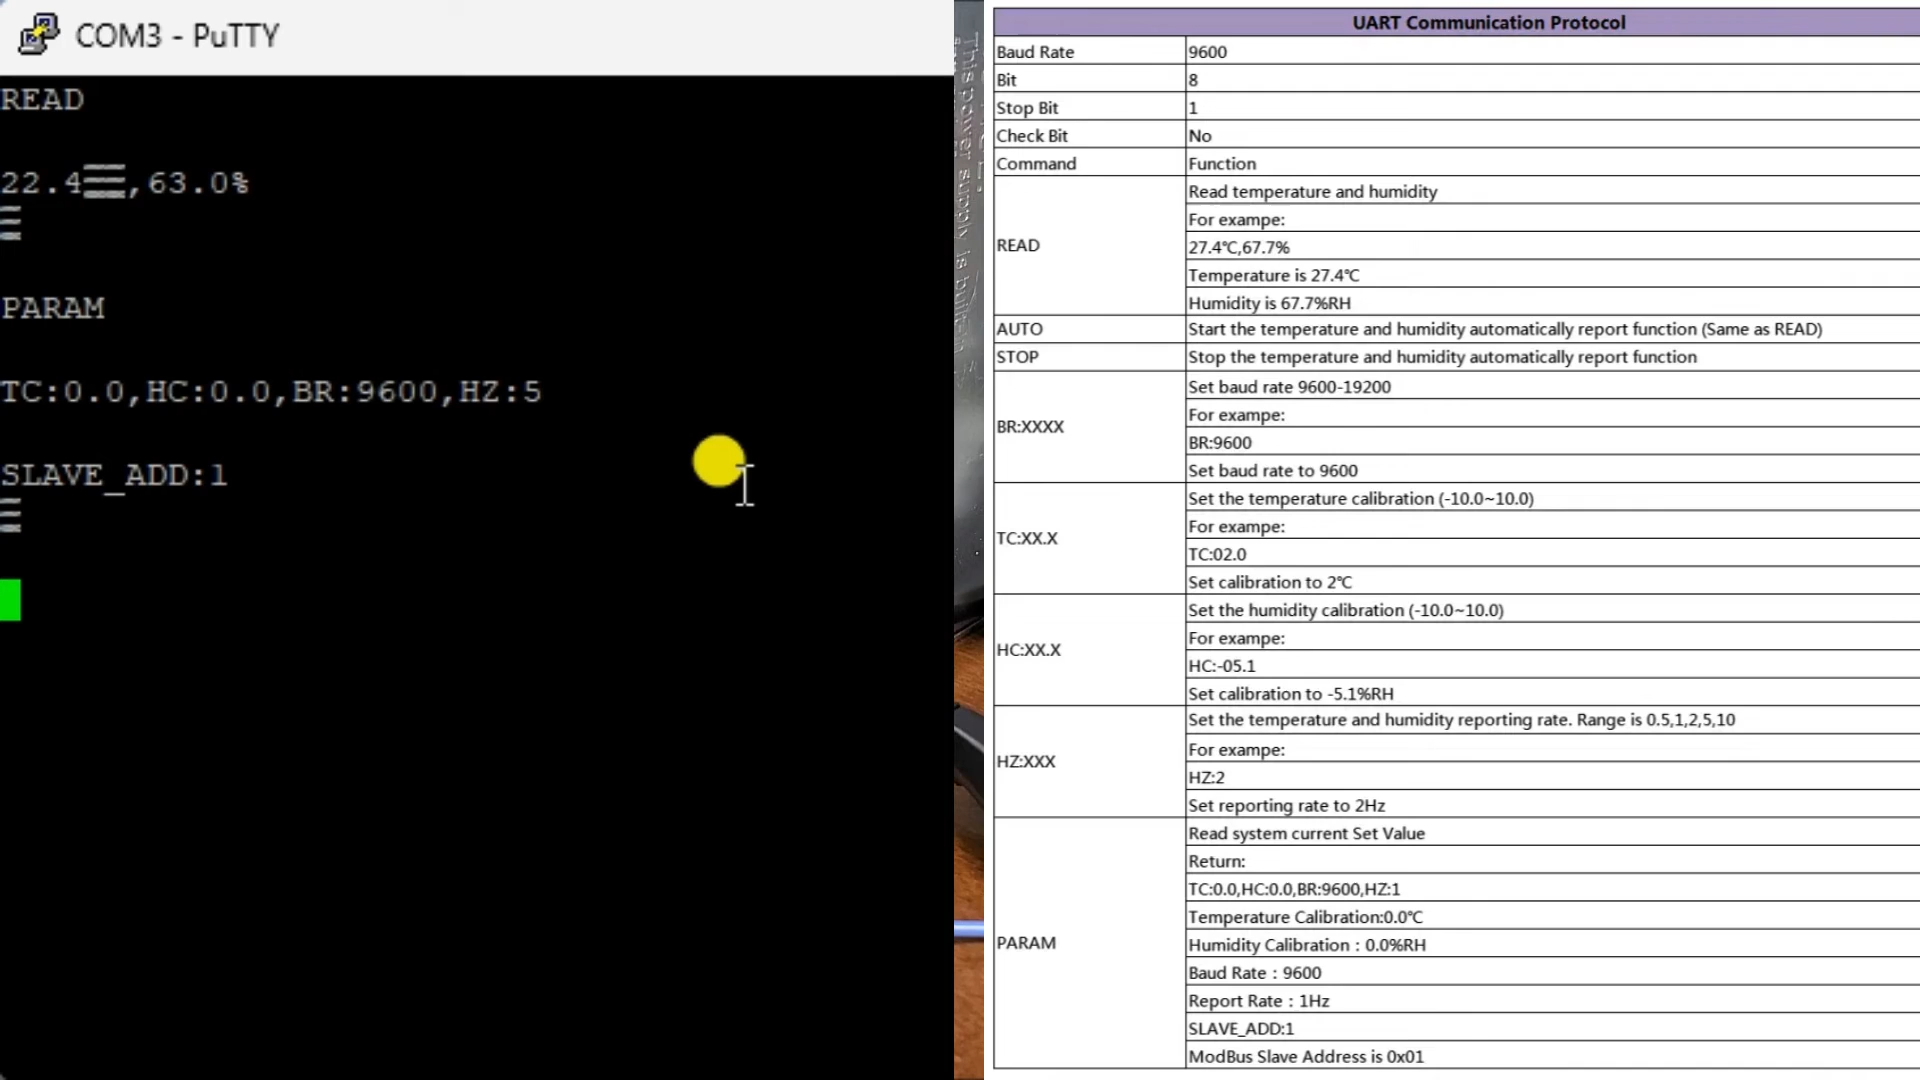 COM3 - PuTTY
READ
22.4,63.0%
PARAM
TC:0.0,HC:0.0,BR:9600,HZ:5
SLAVE_ADD:1
This power supply is built in
UART Communication Protocol
Baud Rate 9600
Bit 8
Stop Bit 1
Check Bit No
Command Function
READ
Read temperature and humidity
For exampe:
27.4℃,67.7%
Temperature is 27.4℃
Humidity is 67.7%RH
AUTO Start the temperature and humidity automatically report function (Same as READ)
STOP Stop the temperature and humidity automatically report function
BR:XXXX
Set baud rate 9600-19200
For exampe:
BR:9600
Set baud rate to 9600
TC:XX.X
Set the temperature calibration (-10.0~10.0)
For exampe:
TC:02.0
Set calibration to 2℃
HC:XX.X
Set the humidity calibration (-10.0~10.0)
For exampe:
HC:-05.1
Set calibration to -5.1%RH
HZ:XXX
Set the temperature and humidity reporting rate. Range is 0.5,1,2,5,10
For exampe:
HZ:2
Set reporting rate to 2Hz
PARAM
Read system current Set Value
Return:
TC:0.0,HC:0.0,BR:9600,HZ:1
Temperature Calibration:0.0℃
Humidity Calibration : 0.0%RH
Baud Rate : 9600
Report Rate : 1Hz
SLAVE_ADD:1
ModBus Slave Address is 0x01